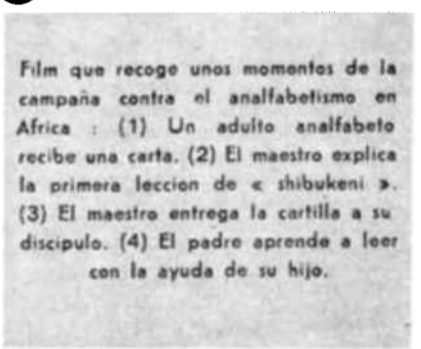 Film que recoge unos momentos de la
campaña contra el analfabetismo en
Africa : (1) Un adulto analfabeto
recibe una carta. (2) El maestro explica
la primera leccion de « shibukeni ».
(3) El maestro entrega la cartilla a su
discipulo. (4) El padre aprende a leer
con la ayuda de su hijo.